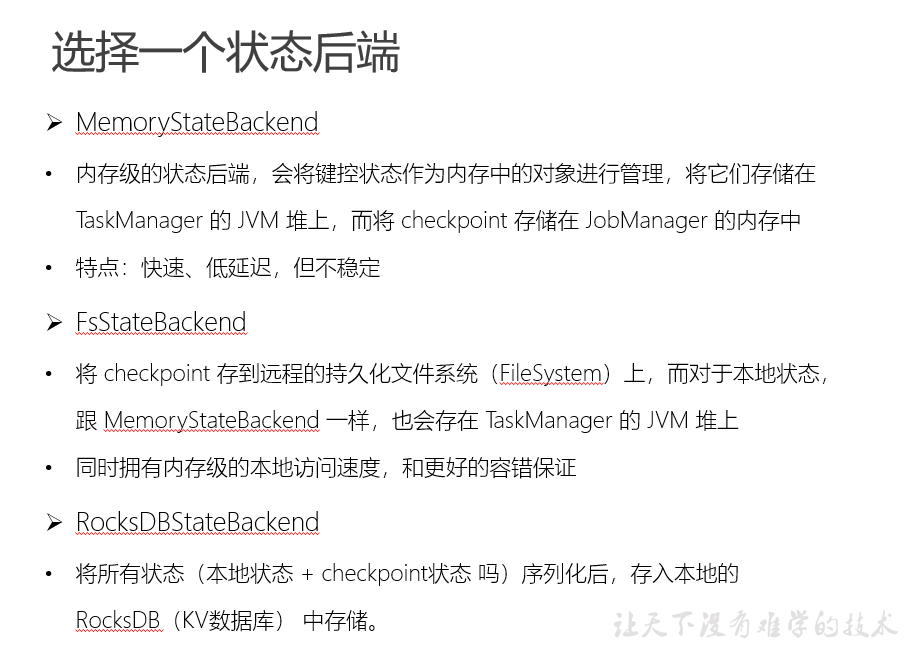 选择一个状态后端
➢ MemoryStateBackend
• 内存级的状态后端，会将键控状态作为内存中的对象进行管理，将它们存储在
TaskManager 的 JVM 堆上，而将 checkpoint 存储在 JobManager 的内存中
• 特点：快速、低延迟，但不稳定
➢ FsStateBackend
• 将 checkpoint 存到远程的持久化文件系统（FileSystem）上，而对于本地状态，
跟 MemoryStateBackend 一样，也会存在 TaskManager 的 JVM 堆上
• 同时拥有内存级的本地访问速度，和更好的容错保证
➢ RocksDBStateBackend
• 将所有状态（本地状态 + checkpoint状态 吗）序列化后，存入本地的
RocksDB（KV数据库） 中存储。
让天下没有难学的技术